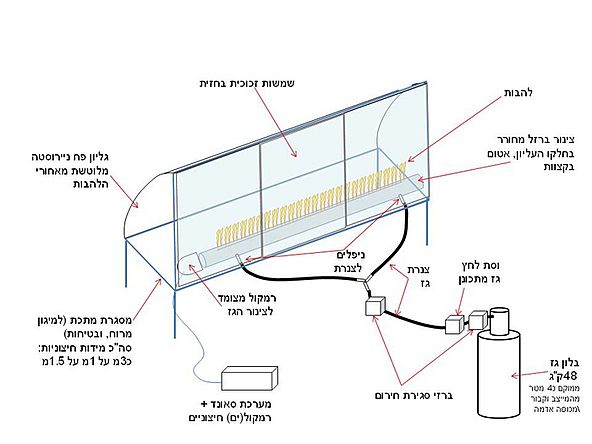 שמשות זכוכית בחזית
להבות
צינור ברזל מחורר
בחלקו העליון, אטום
בקצוות
גליון פח נירוסטה
מלוטשת מאחורי
הלהבות
ניפלים
לצנרת
צנרת
גז
וסת לחץ
גז מתכונן
רמקול מצומד
לצינור הגז
מסגרת מתכת (למיגון
מרוח, ובטיחות)
סה"כ מידות חיצוניות:
כ3מ על 1מ על 1.5מ
בלון גז
48ק"ג
ממוקם כ4 מטר
מהמייצב וקבור
\מכוסה אדמה
ברזי סגירת חירום
מערכת סאונד +
רמקול(ים) חיצוניים